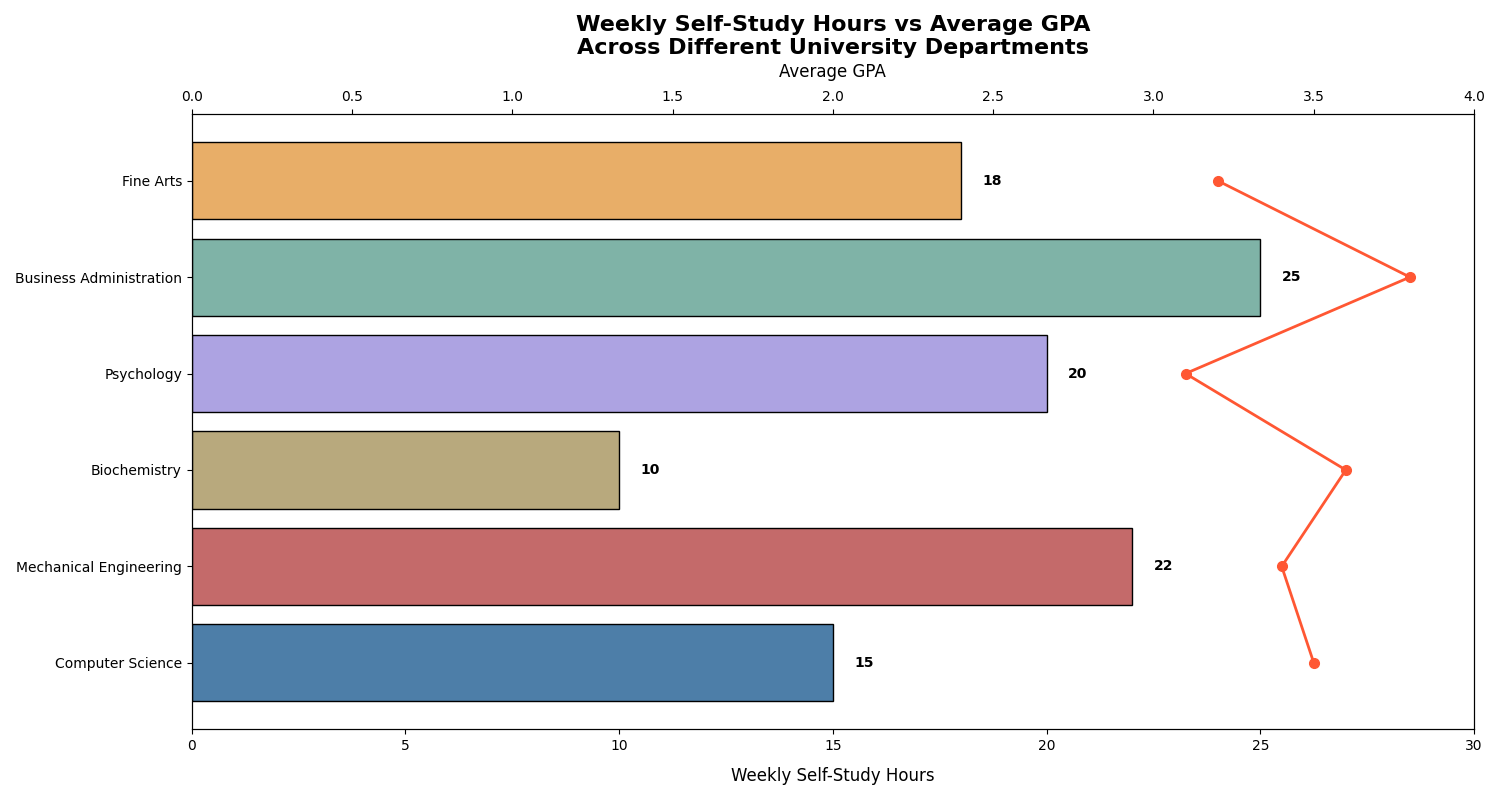 Weekly Self-Study Hours vs Average GPA
Across Different University Departments
Average GPA
0.0 0.5 1.0 1.5 2.0 2.5 3.0 3.5 4.0
Fine Arts 18
Business Administration 25
Psychology 20
Biochemistry 10
Mechanical Engineering 22
Computer Science 15
0 5 10 15 20 25 30
Weekly Self-Study Hours